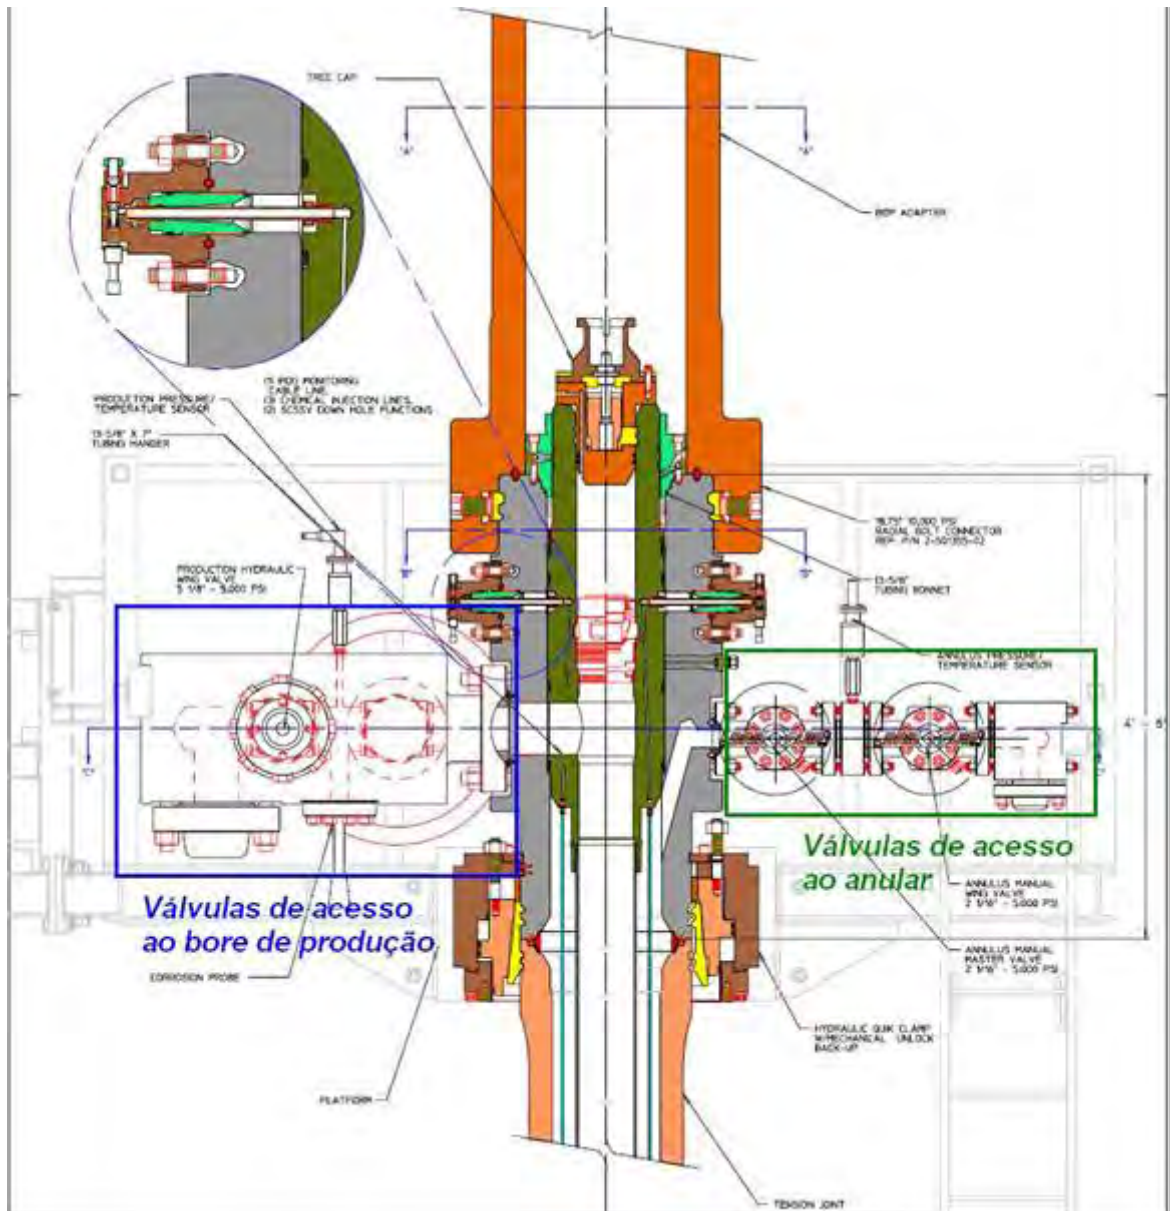 TREE CAP
"A"
"A"
BOP ADAPTER
(1) IPOD MONITORING
CABLE LINE,
(3) CHEMICAL INJECTION LINES,
(2) SCSSV DOWN HOLE FUNCTIONS
PRODUCTION PRESSURE/
TEMPERATURE SENSOR
13-5/8" X 7"
TUBING HANGER
18.75" 10,000 PSI
RADIAL BOLT CONNECTOR
REF. P/N 2-501355-02
"B"
"B"
PRODUCTION HYDRAULIC
WING VALVE
5 1/8" - 5,000 PSI
13-5/8"
TUBING BONNET
ANNULUS PRESSURE/
TEMPERATURE SENSOR
"C"
"C"
Válvulas de acesso
ao anular
Válvulas de acesso
ao bore de produção
ANNULUS MANUAL
WING VALVE
2 1/16" - 5,000 PSI
ANNULUS MANUAL
MASTER VALVE
2 1/16" - 5,000 PSI
CORROSION PROBE
HYDRAULIC QUIK CLAMP
W/MECHANICAL UNLOCK
BACK-UP
PLATFORM
TENSION JOINT